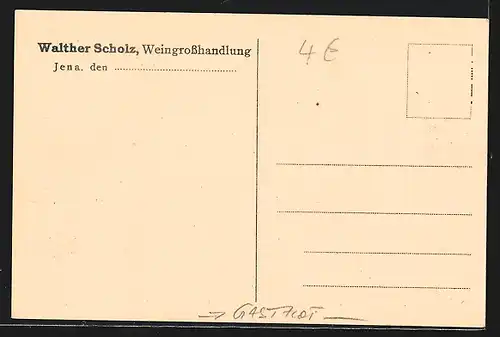 Walther Scholz, Weingroßhandlung
Jena, den
4 €
→ GASTHOF